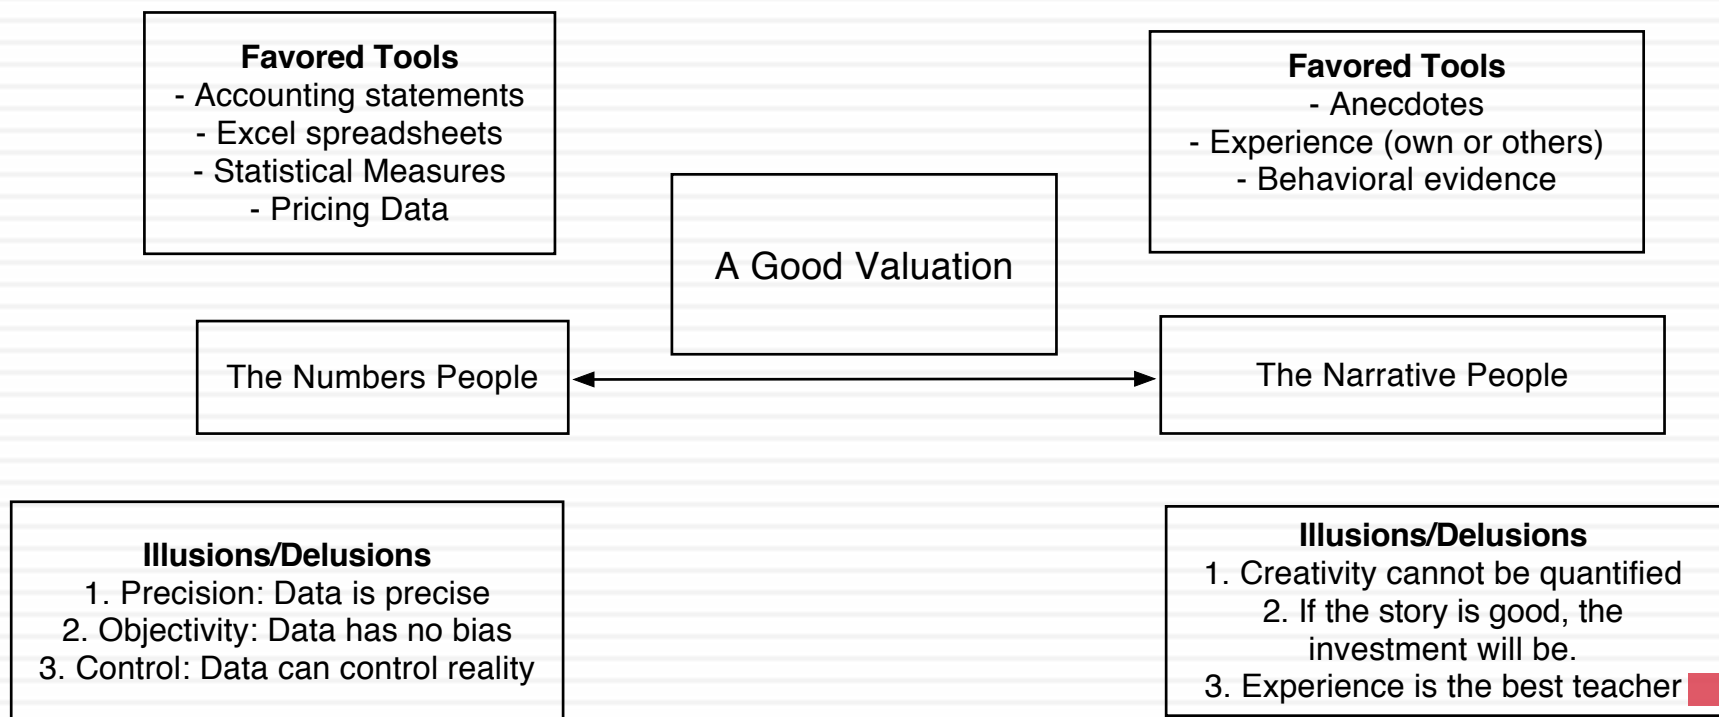 Favored Tools
- Accounting statements
- Excel spreadsheets
- Statistical Measures
- Pricing Data
Favored Tools
- Anecdotes
- Experience (own or others)
- Behavioral evidence
A Good Valuation
The Numbers People
The Narrative People
Illusions/Delusions
1. Precision: Data is precise
2. Objectivity: Data has no bias
3. Control: Data can control reality
Illusions/Delusions
1. Creativity cannot be quantified
2. If the story is good, the
investment will be.
3. Experience is the best teacher